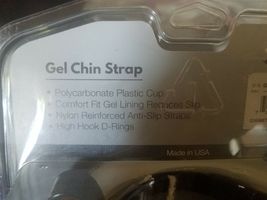 Gel Chin Strap
• Polycarbonate Plastic Cup
• Comfort Fit Gel Lining Reduces Slip
• Nylon Reinforced Anti-Slip Straps
• High Hook D-Rings
Made in USA